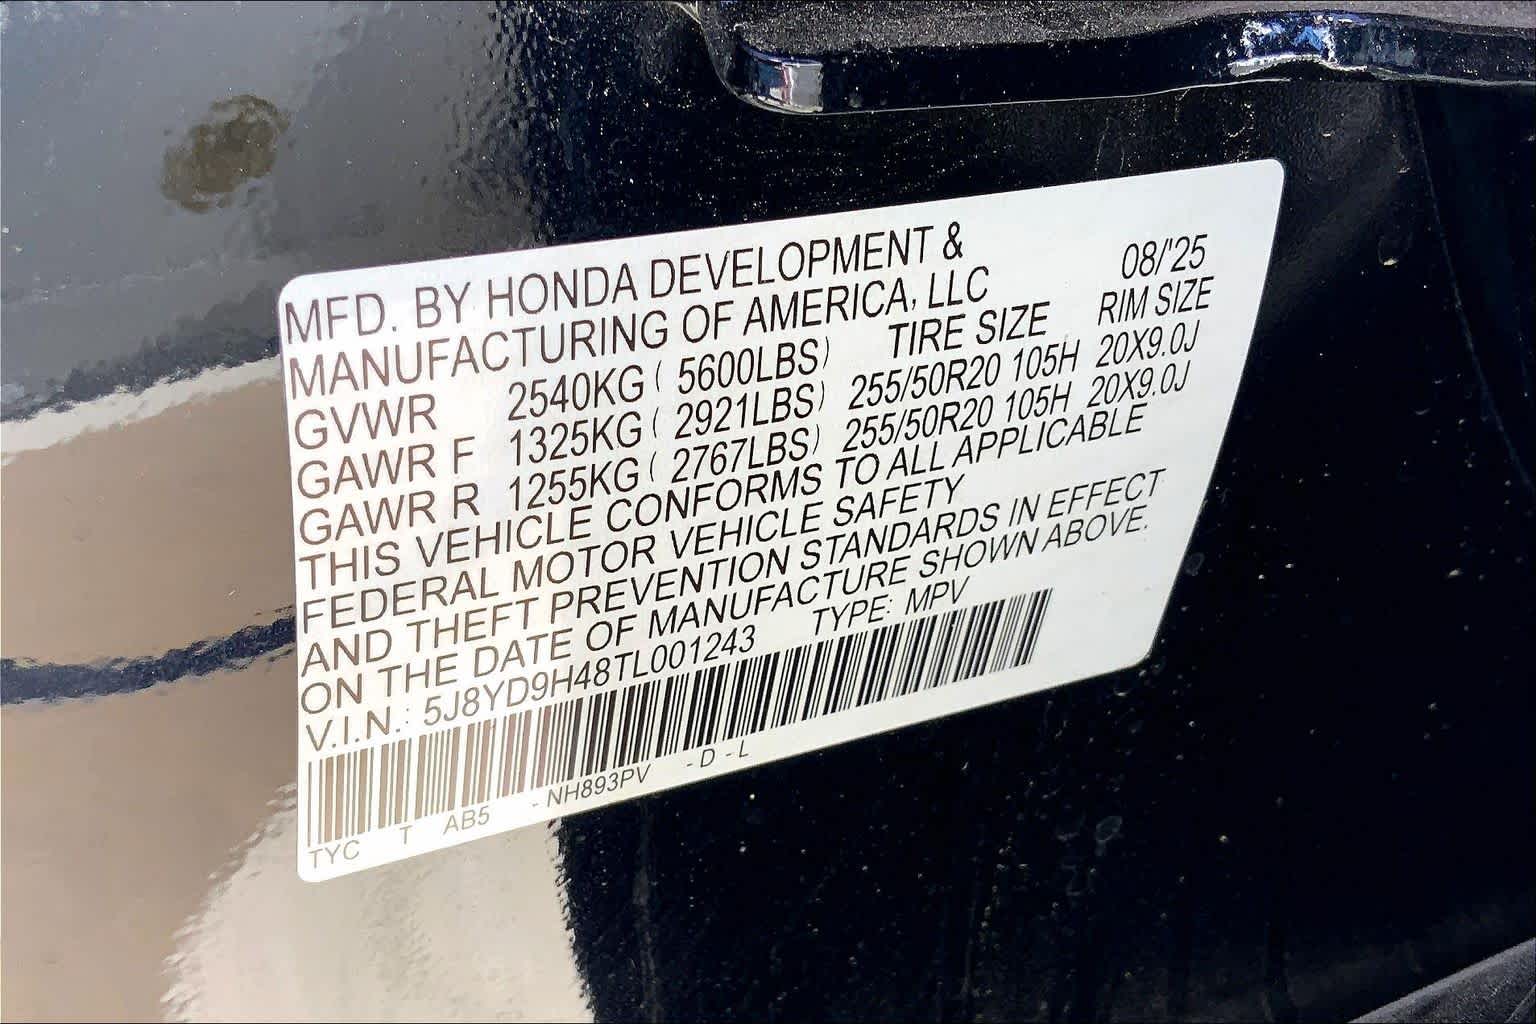 MFD. BY HONDA DEVELOPMENT &
MANUFACTURING OF AMERICA, LLC 08/'25
GVWR 2540KG ( 5600LBS) TIRE SIZE RIM SIZE
GAWR F 1325KG ( 2921LBS) 255/50R20 105H 20X9.0J
GAWR R 1255KG ( 2767LBS) 255/50R20 105H 20X9.0J
THIS VEHICLE CONFORMS TO ALL APPLICABLE
FEDERAL MOTOR VEHICLE SAFETY
AND THEFT PREVENTION STANDARDS IN EFFECT
ON THE DATE OF MANUFACTURE SHOWN ABOVE.
V.I.N.: 5J8YD9H48TL001243 TYPE: MPV
TYC T AB5 - NH893PV - D - L